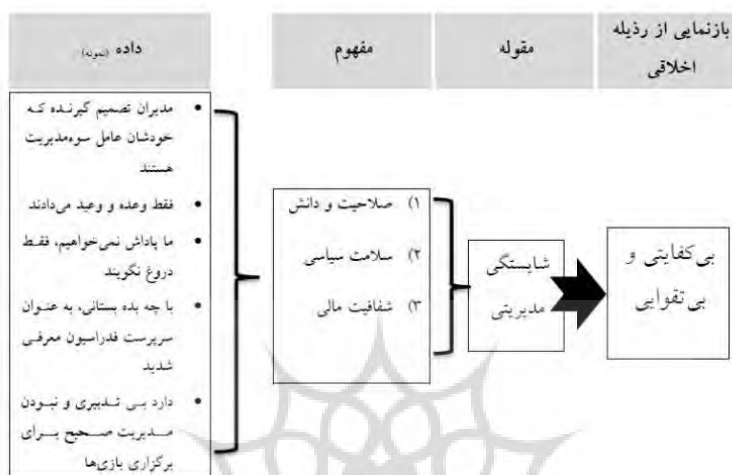 بازنمایی از رذیله
اخلاقی
مقوله
مفهوم
داده (نمونه)
بی‌کفایتی و
بی‌تقوایی
شایستگی
مدیریتی
۱) صلاحیت و دانش
۲) سلامت سیاسی
۳) شفافیت مالی
• مدیران تصمیم گیرنده که
خودشان عامل سوءمدیریت
هستند
• فقط وعده و وعید می‌دادند
• ما پاداش نمی‌خواهیم، فقط
دروغ نگویند
• با چه بده بستانی، به عنوان
سرپرست فدراسیون معرفی
شدید
• دارد بی تدبیری و نبودن
مدیریت صحیح برای
برگزاری بازی‌ها